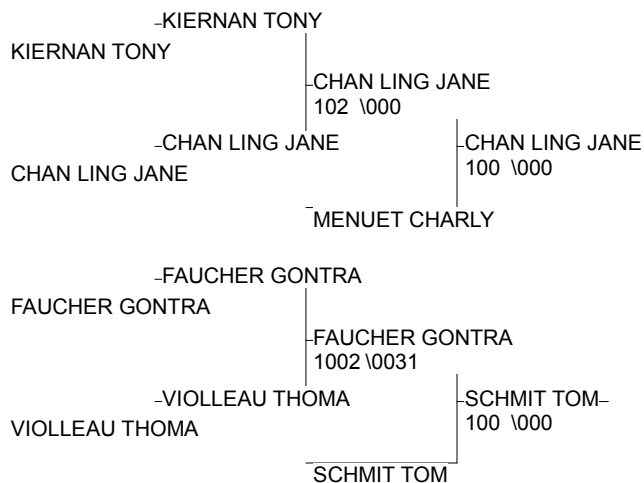 KIERNAN TONY
KIERNAN TONY
CHAN LING JANE
102 \000
CHAN LING JANE
CHAN LING JANE
100 \000
CHAN LING JANE
MENUET CHARLY
FAUCHER GONTRA
FAUCHER GONTRA
FAUCHER GONTRA
1002 \0031
VIOLLEAU THOMA
SCHMIT TOM
100 \000
VIOLLEAU THOMA
SCHMIT TOM